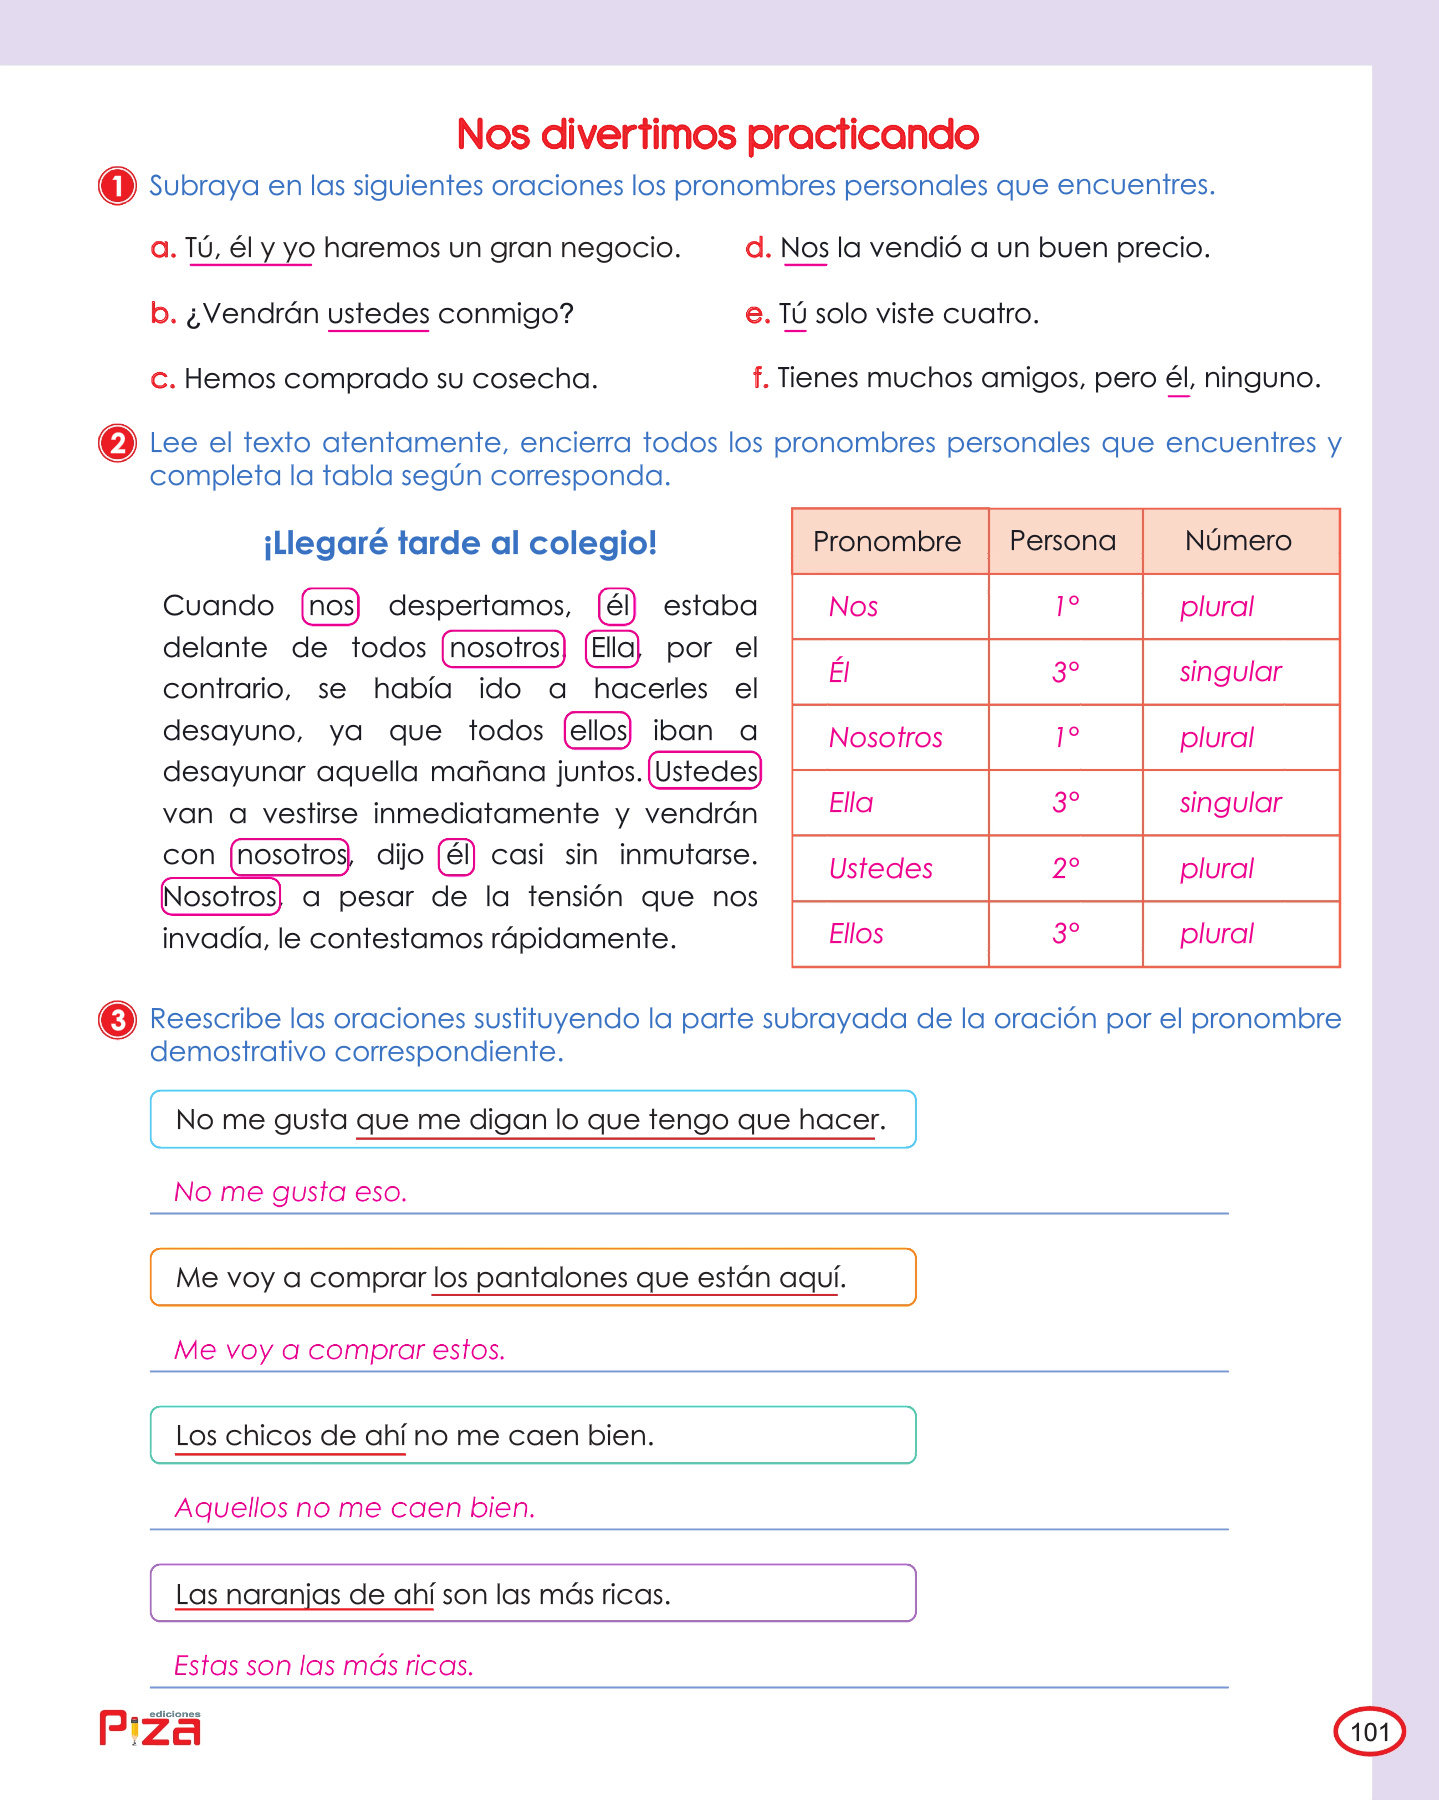 Nos divertimos practicando
1 Subraya en las siguientes oraciones los pronombres personales que encuentres.
a. Tú, él y yo haremos un gran negocio.
d. Nos la vendió a un buen precio.
b. ¿Vendrán ustedes conmigo?
e. Tú solo viste cuatro.
c. Hemos comprado su cosecha.
f. Tienes muchos amigos, pero él, ninguno.
2 Lee el texto atentamente, encierra todos los pronombres personales que encuentres y
completa la tabla según corresponda.
¡Llegaré tarde al colegio!
Cuando nos despertamos, él estaba
delante de todos nosotros. Ella, por el
contrario, se había ido a hacerles el
desayuno, ya que todos ellos iban a
desayunar aquella mañana juntos. Ustedes
van a vestirse inmediatamente y vendrán
con nosotros, dijo él casi sin inmutarse.
Nosotros, a pesar de la tensión que nos
invadía, le contestamos rápidamente.
Pronombre Persona Número
Nos 1° plural
Él 3° singular
Nosotros 1° plural
Ella 3° singular
Ustedes 2° plural
Ellos 3° plural
3 Reescribe las oraciones sustituyendo la parte subrayada de la oración por el pronombre
demostrativo correspondiente.
No me gusta que me digan lo que tengo que hacer.
No me gusta eso.
Me voy a comprar los pantalones que están aquí.
Me voy a comprar estos.
Los chicos de ahí no me caen bien.
Aquellos no me caen bien.
Las naranjas de ahí son las más ricas.
Estas son las más ricas.
ediciones
Piza
101